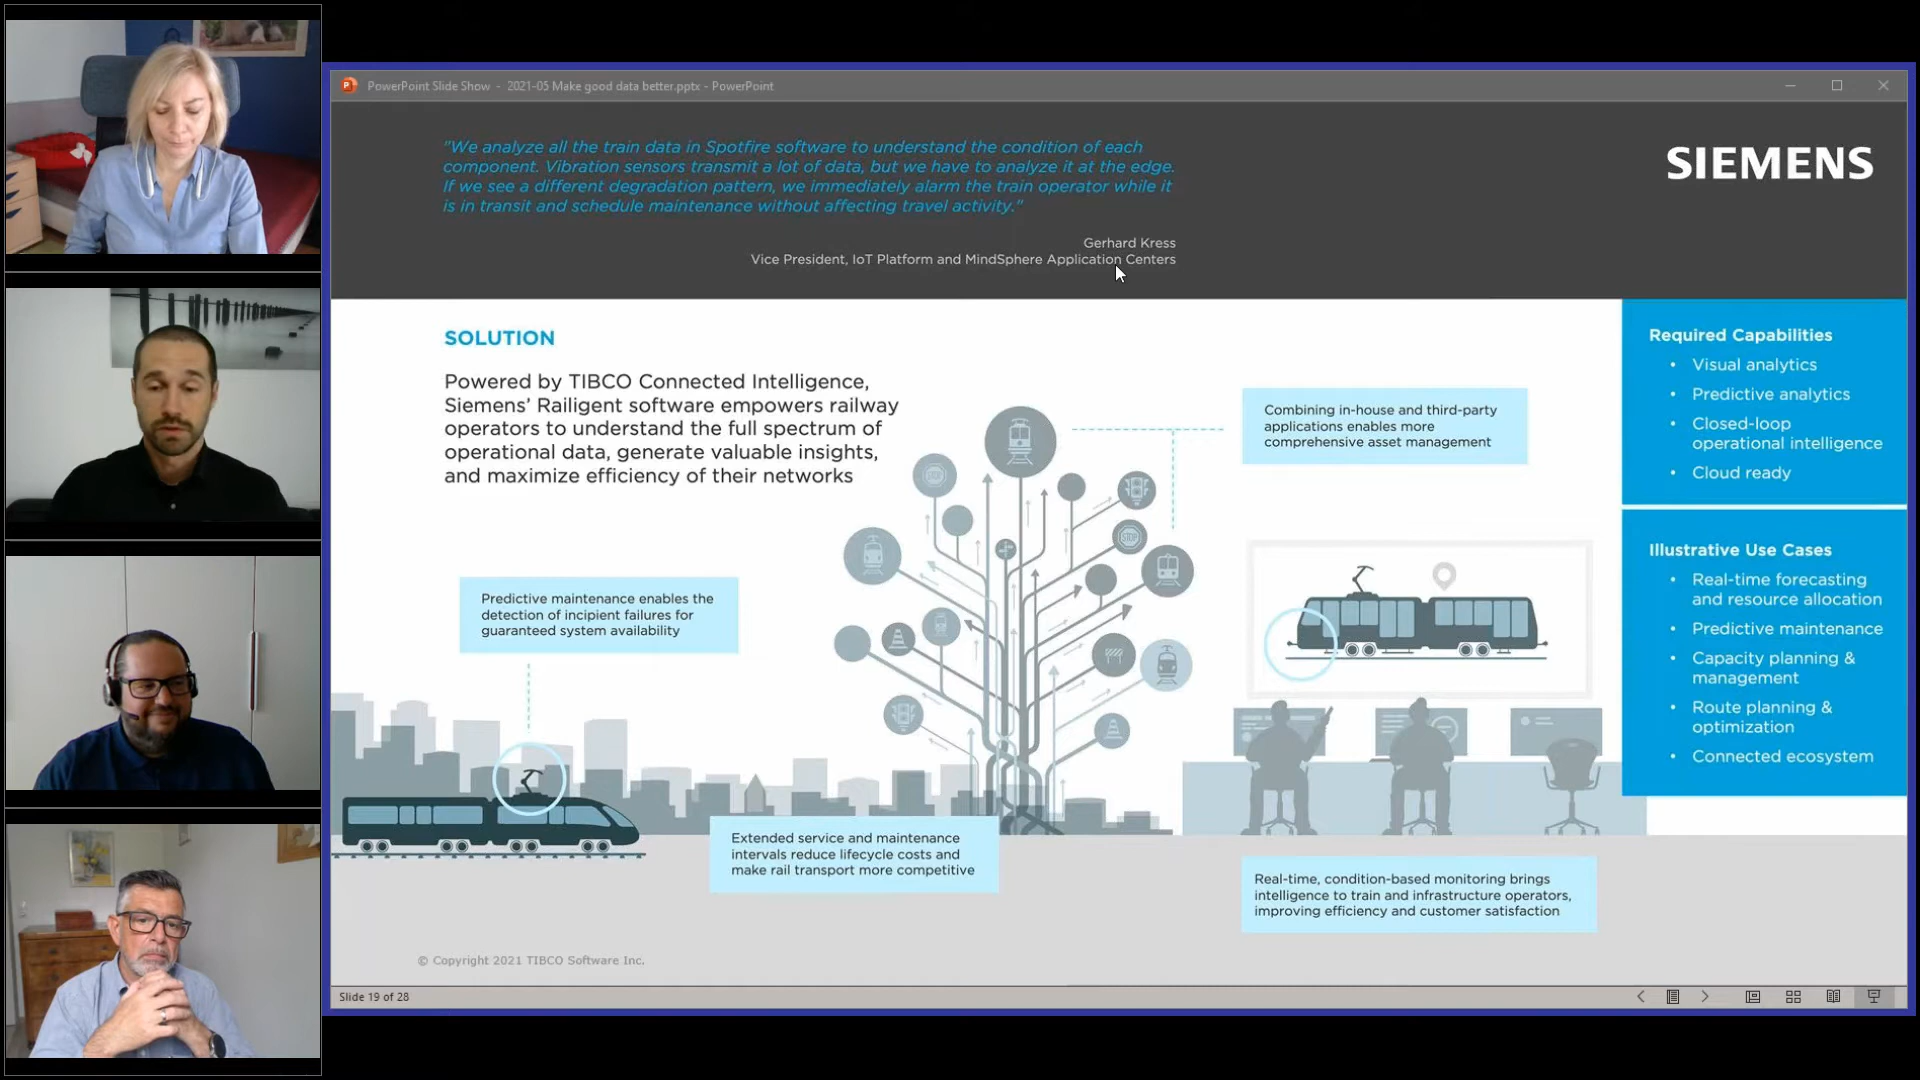 PowerPoint Slide Show - 2021-05 Make good data better.pptx - PowerPoint
"We analyze all the train data in Spotfire software to understand the condition of each
component. Vibration sensors transmit a lot of data, but we have to analyze it at the edge.
If we see a different degradation pattern, we immediately alarm the train operator while it
is in transit and schedule maintenance without affecting travel activity."
Gerhard Kress
Vice President, IoT Platform and MindSphere Application Centers
SIEMENS
SOLUTION
Powered by TIBCO Connected Intelligence,
Siemens' Railigent software empowers railway
operators to understand the full spectrum of
operational data, generate valuable insights,
and maximize efficiency of their networks
Combining in-house and third-party
applications enables more
comprehensive asset management
STOP
Predictive maintenance enables the
detection of incipient failures for
guaranteed system availability
Extended service and maintenance
intervals reduce lifecycle costs and
make rail transport more competitive
Real-time, condition-based monitoring brings
intelligence to train and infrastructure operators,
improving efficiency and customer satisfaction
Required Capabilities
• Visual analytics
• Predictive analytics
• Closed-loop
operational intelligence
• Cloud ready
Illustrative Use Cases
• Real-time forecasting
and resource allocation
• Predictive maintenance
• Capacity planning &
management
• Route planning &
optimization
• Connected ecosystem
© Copyright 2021 TIBCO Software Inc.
Slide 19 of 28